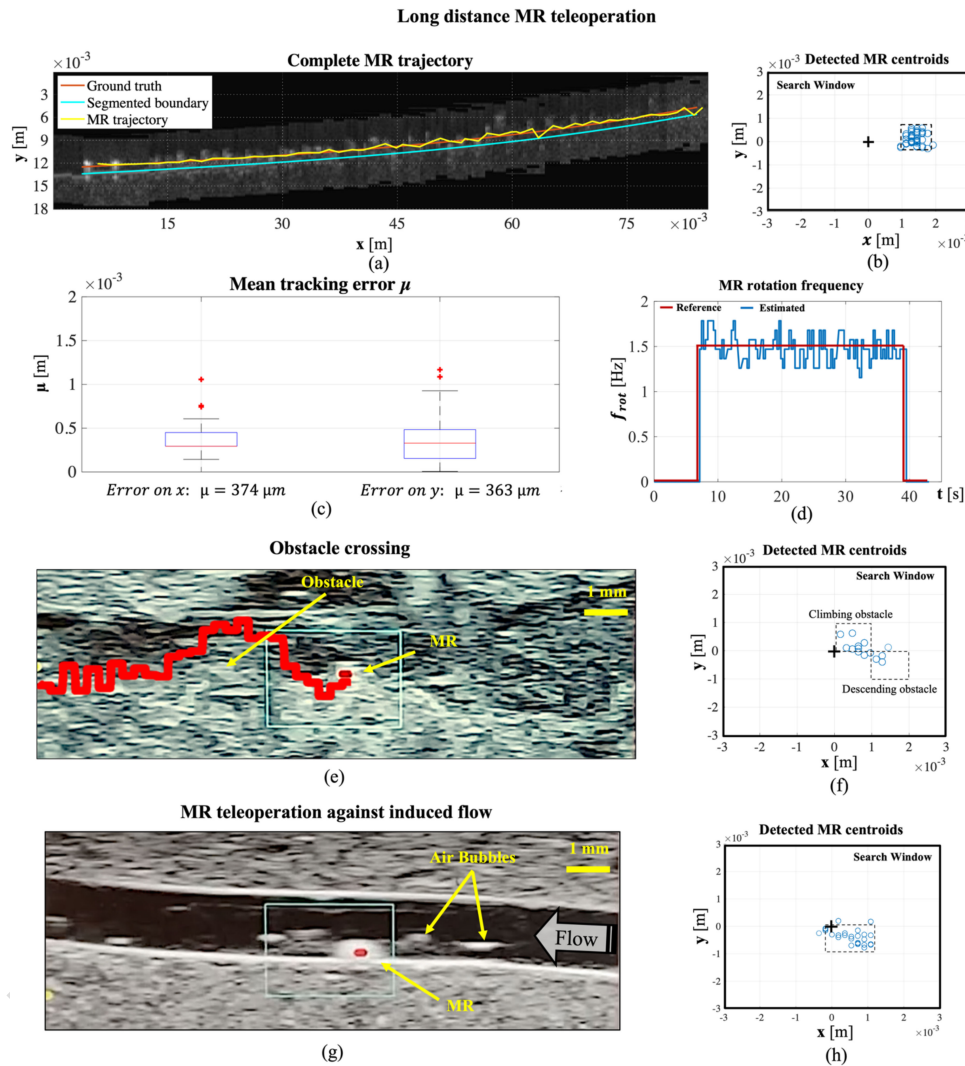 Long distance MR teleoperation
Complete MR trajectory
×10⁻³
Ground truth
Segmented boundary
MR trajectory
y [m]
3
6
9
12
15
18
15
30
45
60
75
×10⁻³
x [m]
(a)
Detected MR centroids
×10⁻³
Search Window
y [m]
3
2
1
0
-1
-2
-3
0
1
2
x [m]
(b)
Mean tracking error μ
×10⁻³
μ [m]
2
1.5
1
0.5
0
Error on x: μ = 374 μm
Error on y: μ = 363 μm
(c)
MR rotation frequency
Reference
Estimated
f_rot [Hz]
2
1.5
1
0.5
0
0
10
20
30
40
t [s]
(d)
Obstacle crossing
Obstacle
1 mm
MR
(e)
Detected MR centroids
×10⁻³
Search Window
Climbing obstacle
Descending obstacle
y [m]
3
2
1
0
-1
-2
-3
-3
-2
-1
0
1
2
3
x [m]
×10⁻³
(f)
MR teleoperation against induced flow
Air Bubbles
1 mm
Flow
MR
(g)
Detected MR centroids
×10⁻³
Search Window
y [m]
3
2
1
0
-1
-2
-3
-3
-2
-1
0
1
2
3
x [m]
×10⁻³
(h)